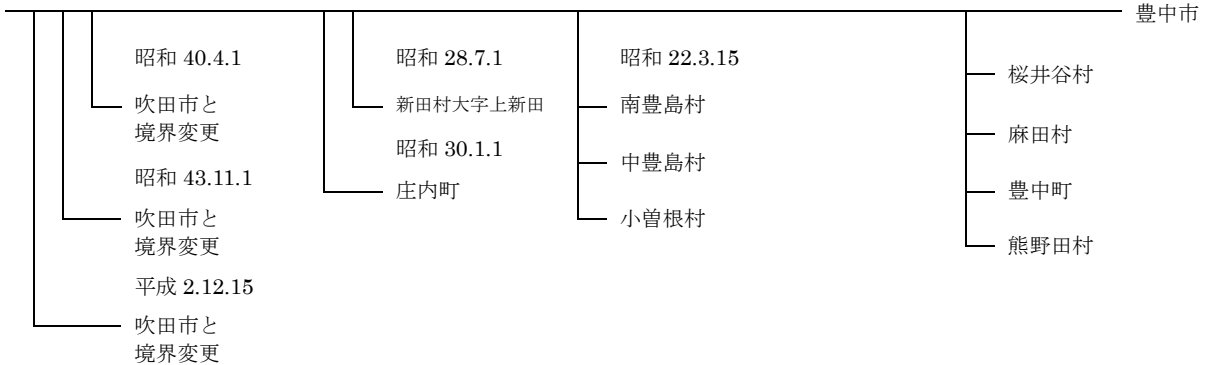 豊中市
昭和 40.4.1
吹田市と
境界変更
昭和 43.11.1
吹田市と
境界変更
平成 2.12.15
吹田市と
境界変更
昭和 28.7.1
新田村大字上新田
昭和 30.1.1
庄内町
昭和 22.3.15
南豊島村
中豊島村
小曽根村
桜井谷村
麻田村
豊中町
熊野田村